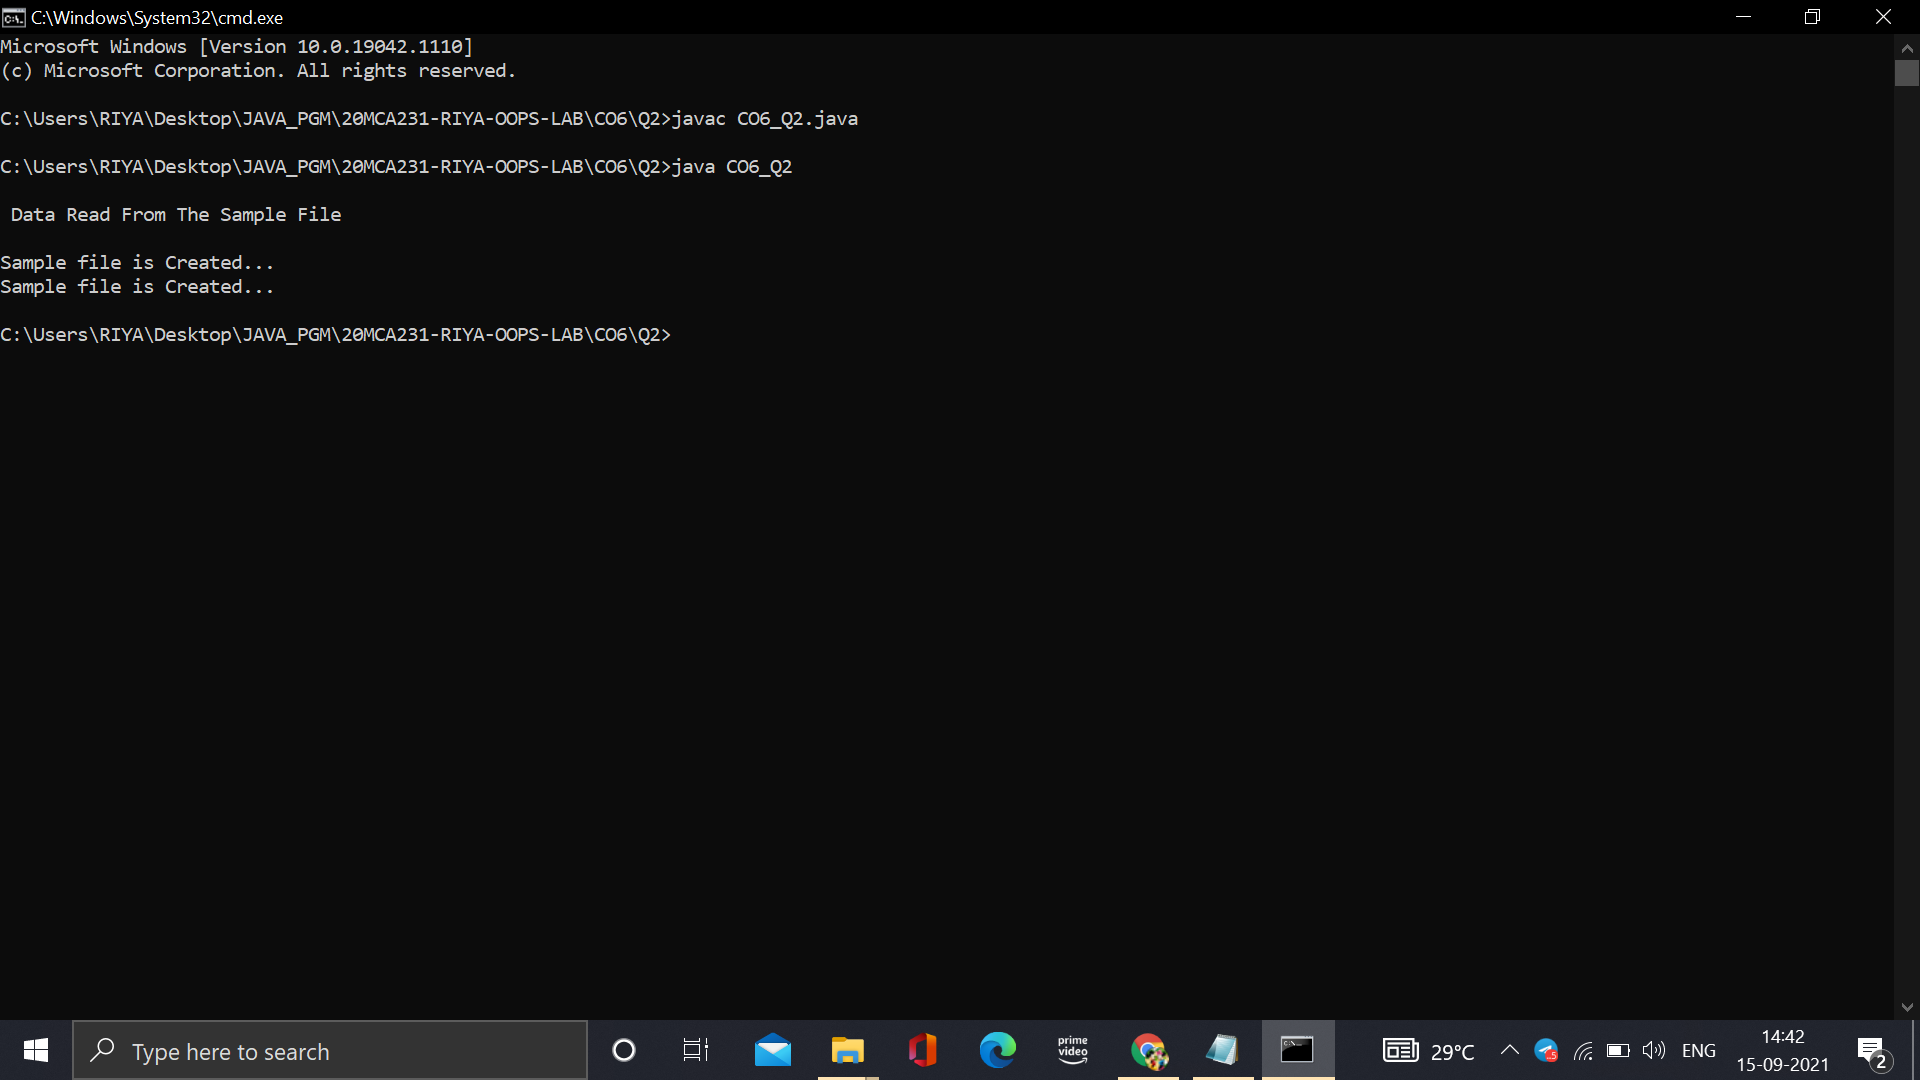 C:\Windows\System32\cmd.exe
Microsoft Windows [Version 10.0.19042.1110]
(c) Microsoft Corporation. All rights reserved.
C:\Users\RIYA\Desktop\JAVA_PGM\20MCA231-RIYA-OOPS-LAB\CO6\Q2>javac CO6_Q2.java
C:\Users\RIYA\Desktop\JAVA_PGM\20MCA231-RIYA-OOPS-LAB\CO6\Q2>java CO6_Q2
Data Read From The Sample File
Sample file is Created...
Sample file is Created...
C:\Users\RIYA\Desktop\JAVA_PGM\20MCA231-RIYA-OOPS-LAB\CO6\Q2>
Type here to search
prime video
29°C
ENG
14:42
15-09-2021
2